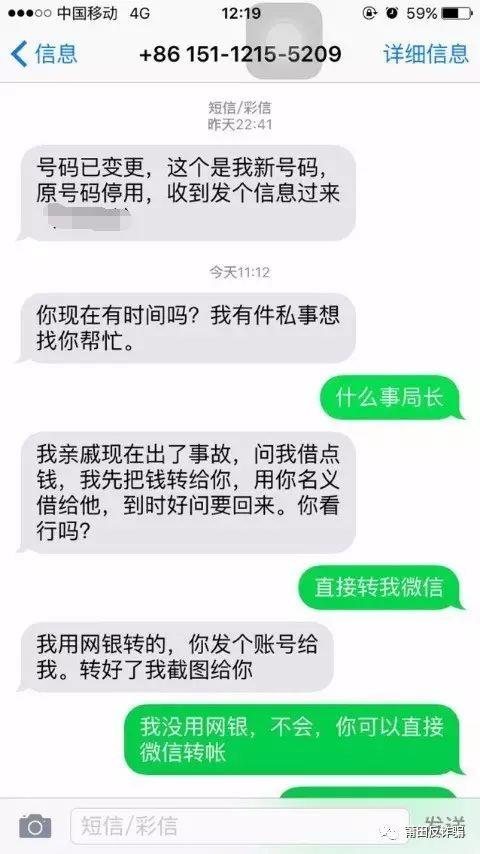 中国移动 4G 12:19 59%
信息 +86 151-1215-5209 详细信息
短信/彩信
昨天22:41
号码已变更，这个是我新号码，
原号码停用，收到发个信息过来
今天11:12
你现在有时间吗？我有件私事想
找你帮忙。
什么事局长
我亲戚现在出了事故，问我借点
钱，我先把钱转给你，用你名义
借给他，到时好问要回来。你看
行吗？
直接转我微信
我用网银转的，你发个账号给
我。转好了我截图给你
我没用网银，不会，你可以直接
微信转帐
短信/彩信 发送
莆田反诈骗